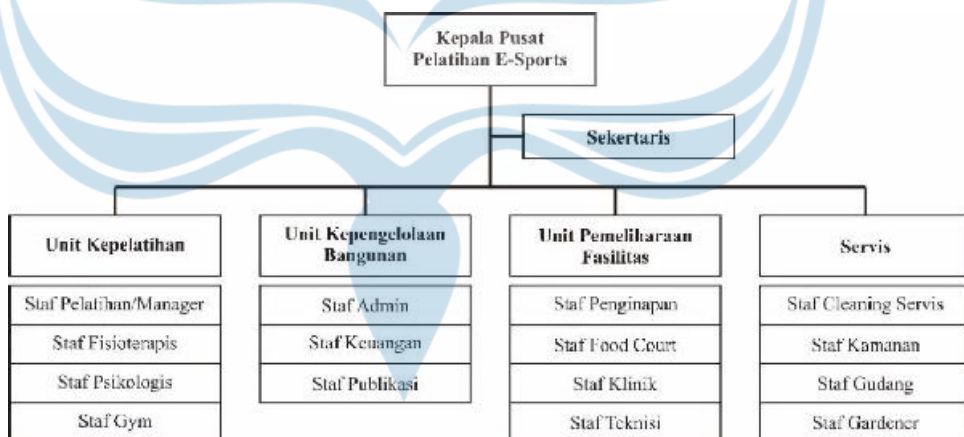 Kepala Pusat
Pelatihan E-Sports
Sekertaris
Unit Kepelatihan
Unit Kepengelolaan
Bangunan
Unit Pemeliharaan
Fasilitas
Servis
Staf Pelatihan/Manager
Staf Admin
Staf Penginapan
Staf Cleaning Servis
Staf Fisioterapis
Staf Keuangan
Staf Food Court
Staf Kamanan
Staf Psikologis
Staf Publikasi
Staf Klinik
Staf Gudang
Staf Gym
Staf Teknisi
Staf Gardener